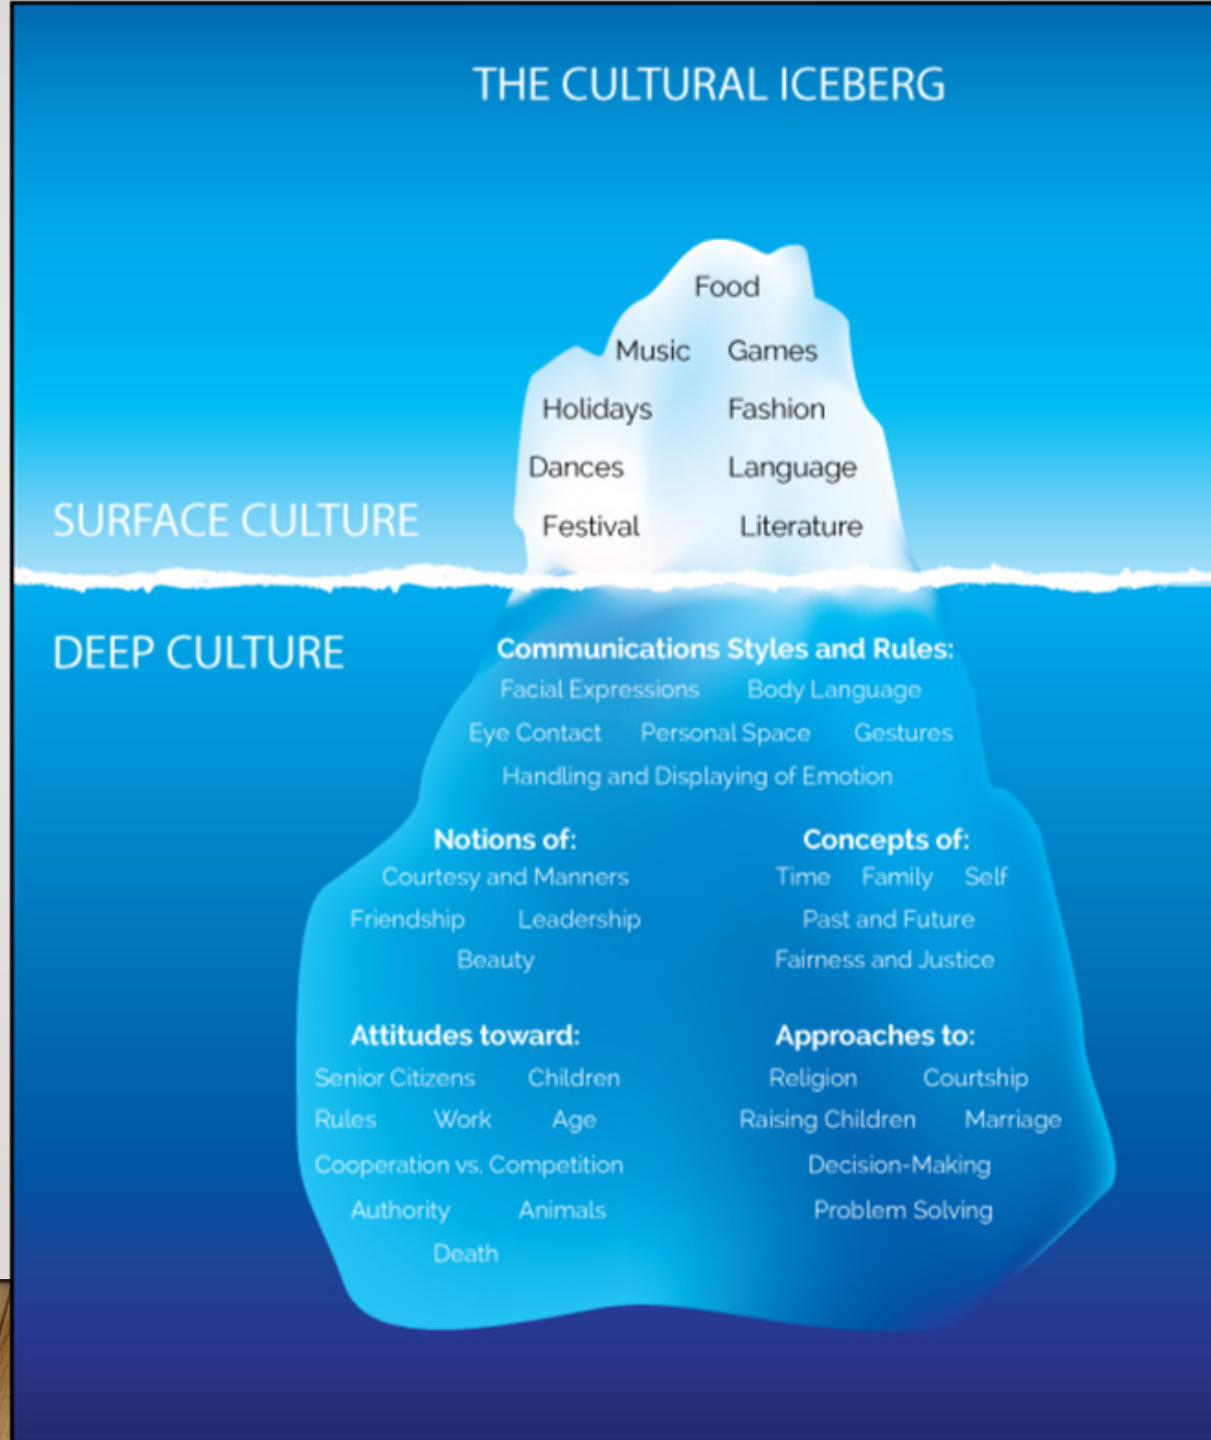 THE CULTURAL ICEBERG
Food
Music Games
Holidays Fashion
Dances Language
SURFACE CULTURE
Festival Literature
DEEP CULTURE
Communications Styles and Rules:
Facial Expressions Body Language
Eye Contact Personal Space Gestures
Handling and Displaying of Emotion
Notions of:
Courtesy and Manners
Friendship Leadership
Beauty
Concepts of:
Time Family Self
Past and Future
Fairness and Justice
Attitudes toward:
Senior Citizens Children
Rules Work Age
Cooperation vs. Competition
Authority Animals
Death
Approaches to:
Religion Courtship
Raising Children Marriage
Decision-Making
Problem Solving